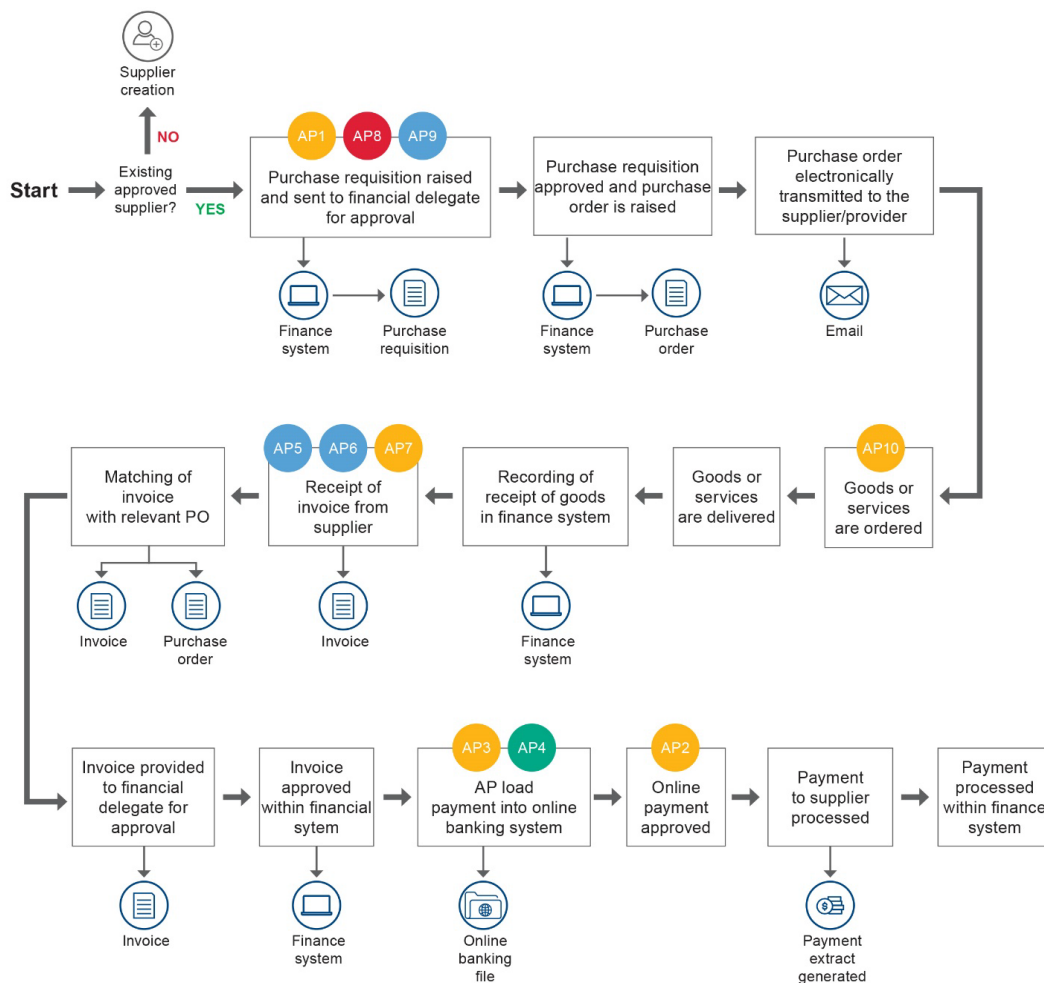 Supplier
creation
NO
Start
Existing
approved
supplier?
YES
AP1
AP8
AP9
Purchase requisition raised
and sent to financial delegate
for approval
Purchase requisition
approved and purchase
order is raised
Purchase order
electronically
transmitted to the
supplier/provider
Finance
system
Purchase
requisition
Finance
system
Purchase
order
Email
Matching of
invoice
with relevant PO
AP5
AP6
AP7
Receipt of
invoice from
supplier
Recording of
receipt of goods
in finance system
Goods or
services
are delivered
AP10
Goods or
services
are ordered
Invoice
Purchase
order
Invoice
Finance
system
Invoice provided
to financial
delegate for
approval
Invoice
approved
within financial
sytem
AP3
AP4
AP load
payment into online
banking system
AP2
Online
payment
approved
Payment
to supplier
processed
Payment
processed
within finance
system
Invoice
Finance
system
Online
banking
file
Payment
extract
generated